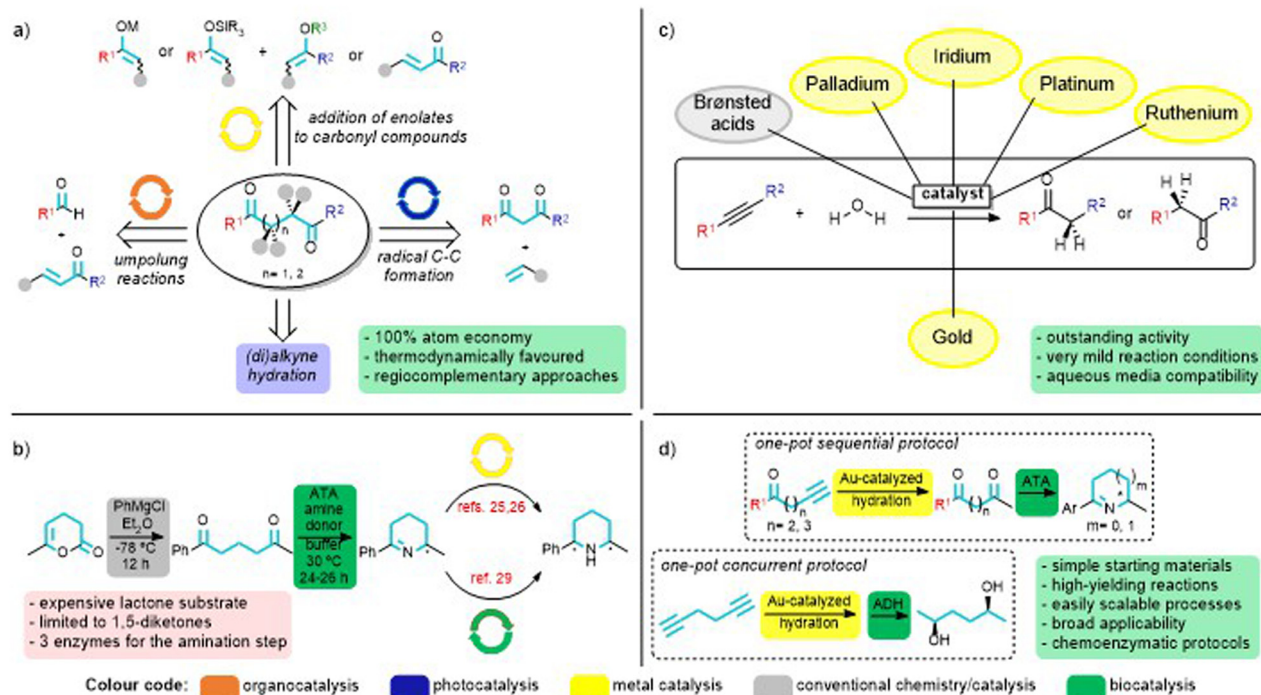 a)
OM
R1
or
OSiR3
R1
+
OR3
R2
or
O
R2
addition of enolates
to carbonyl compounds
O
R1
H
+
O
R2
umpolung
reactions
O
R1
( )n
O
R2
n= 1, 2
radical C-C
formation
O
O
R1
R2
+
(di)alkyne
hydration
- 100% atom economy
- thermodynamically favoured
- regiocomplementary approaches
c)
Brønsted
acids
Palladium
Iridium
Platinum
Ruthenium
R1
R2
+
H
O
H
catalyst
O
R1
R2
H
H
or
H
H
R1
R2
O
Gold
- outstanding activity
- very mild reaction conditions
- aqueous media compatibility
b)
O
O
PhMgCl
Et2O
-78 ºC
12 h
O
O
Ph
ATA
amine
donor
buffer
30 ºC
24-26 h
Ph
N
refs. 25,26
ref. 29
Ph
N
H
- expensive lactone substrate
- limited to 1,5-diketones
- 3 enzymes for the amination step
d)
one-pot sequential protocol
O
R1
( )n
n= 2, 3
Au-catalyzed
hydration
O
O
R1
( )n
ATA
( )m
Ar
N
*
m= 0, 1
one-pot concurrent protocol
Au-catalyzed
hydration
ADH
OH
OH
- simple starting materials
- high-yielding reactions
- easily scalable processes
- broad applicability
- chemoenzymatic protocols
Colour code: organocatalysis photocatalysis metal catalysis conventional chemistry/catalysis biocatalysis